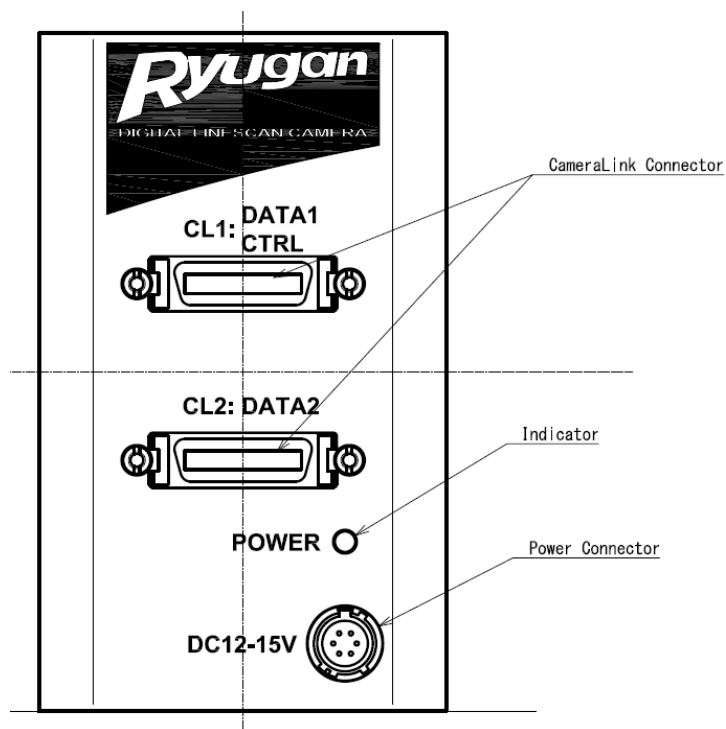 Ryugan
DIGITAL LINESCAN CAMERA
CameraLink Connector
CL1: DATA1
CTRL
CL2: DATA2
Indicator
POWER
Power Connector
DC12-15V